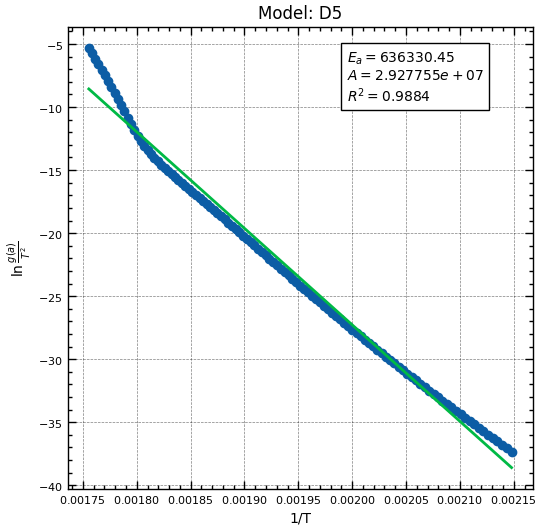 Model: D5
−5
−10
−15
−20
−25
−30
−35
−40
ln g(a)/T²
E_a = 636330.45
A = 2.927755e + 07
R² = 0.9884
0.00175 0.00180 0.00185 0.00190 0.00195 0.00200 0.00205 0.00210 0.00215
1/T